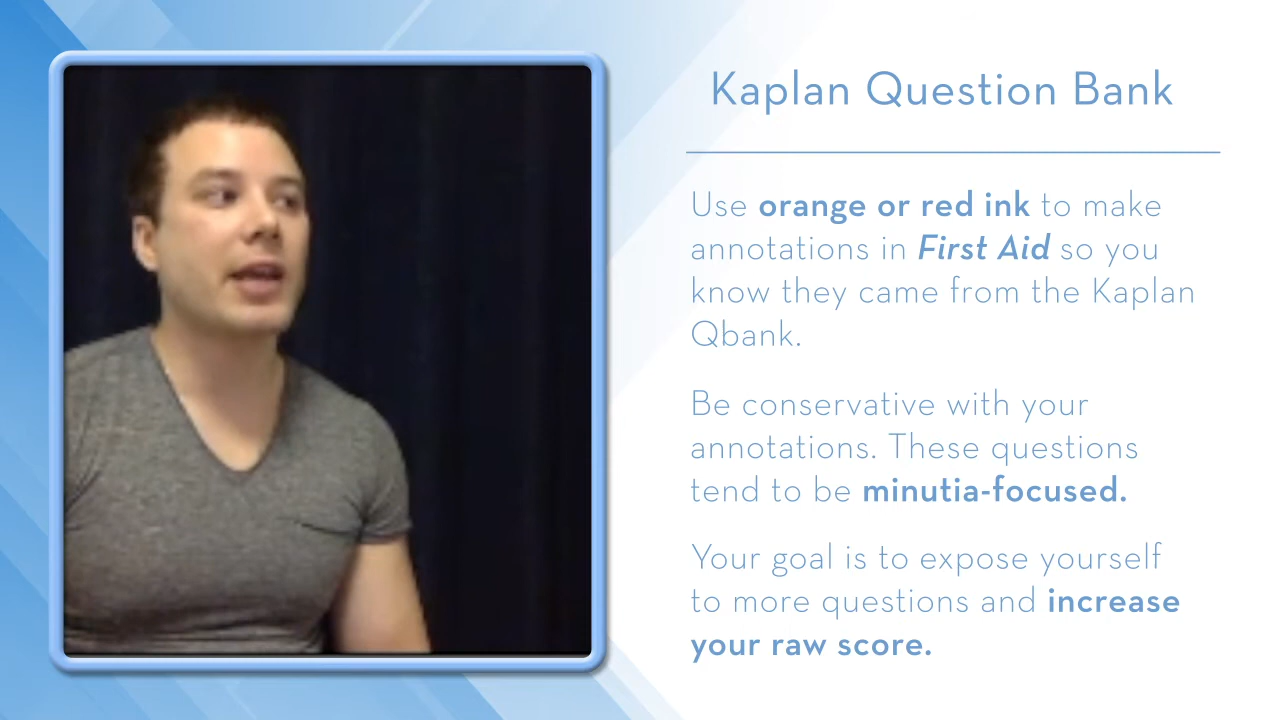 Kaplan Question Bank
Use orange or red ink to make
annotations in First Aid so you
know they came from the Kaplan
Qbank.
Be conservative with your
annotations. These questions
tend to be minutia-focused.
Your goal is to expose yourself
to more questions and increase
your raw score.